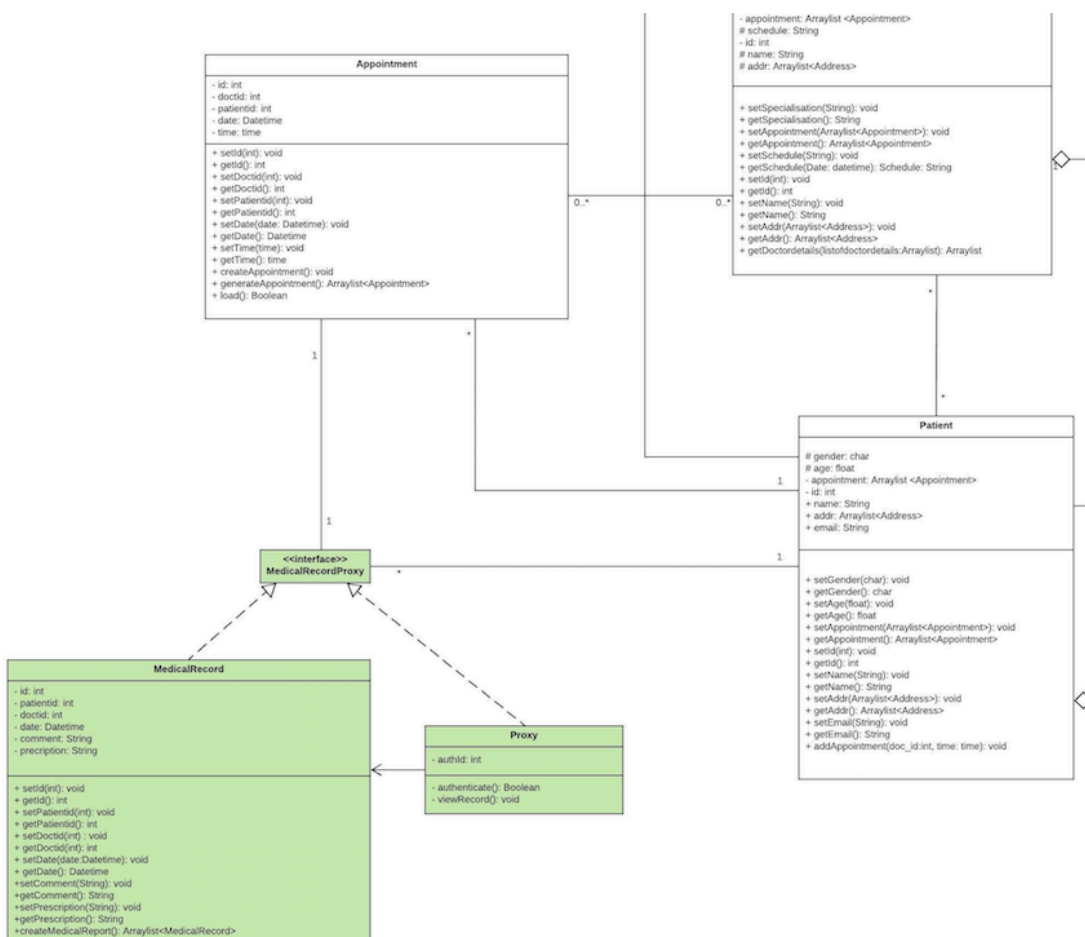 - appointment: Arraylist <Appointment>
# schedule: String
- id: int
# name: String
# addr: Arraylist<Address>
+ setSpecialisation(String): void
+ getSpecialisation(): String
+ setAppointment(Arraylist<Appointment>): void
+ getAppointment(): Arraylist<Appointment>
+ setSchedule(String): void
+ getSchedule(Date: datetime): Schedule: String
+ setId(int): void
+ getId(): int
+ setName(String): void
+ getName(): String
+ setAddr(Arraylist<Address>): void
+ getAddr(): Arraylist<Address>
+ getDoctordetails(listofdoctordetails:Arraylist): Arraylist
1
Appointment
- id: int
- doctid: int
- patientid: int
- date: Datetime
- time: time
+ setId(int): void
+ getId(): int
+ setDoctid(int): void
+ getDoctid(): int
+ setPatientid(int): void
+ getPatientid(): int
+ setDate(date: Datetime): void
+ getDate(): Datetime
+ setTime(time): void
+ getTime(): time
+ createAppointment(): void
+ generateAppointment(): Arraylist<Appointment>
+ load(): Boolean
0..*
0..*
*
*
1
*
1
1
*
1
Patient
# gender: char
# age: float
- appointment: Arraylist <Appointment>
- id: int
+ name: String
+ addr: Arraylist<Address>
+ email: String
+ setGender(char): void
+ getGender(): char
+ setAge(float): void
+ getAge(): float
+ setAppointment(Arraylist<Appointment>): void
+ getAppointment(): Arraylist<Appointment>
+ setId(int): void
+ getId(): int
+ setName(String): void
+ getName(): String
+ setAddr(Arraylist<Address>): void
+ getAddr(): Arraylist<Address>
+ setEmail(String): void
+ getEmail(): String
+ addAppointment(doc_id:int, time: time): void
<<interface>>
MedicalRecordProxy
MedicalRecord
- id: int
- patientid: int
- doctid: int
- date: Datetime
- comment: String
- precription: String
+ setId(int): void
+ getId(): int
+ setPatientid(int): void
+ getPatientid(): int
+ setDoctid(int) : void
+ getDoctid(int): int
+ setDate(date:Datetime): void
+ getDate(): Datetime
+setComment(String): void
+getComment(): String
+setPrescription(String): void
+getPrescription(): String
+createMedicalReport(): Arraylist<MedicalRecord>
Proxy
- authId: int
- authenticate(): Boolean
- viewRecord(): void